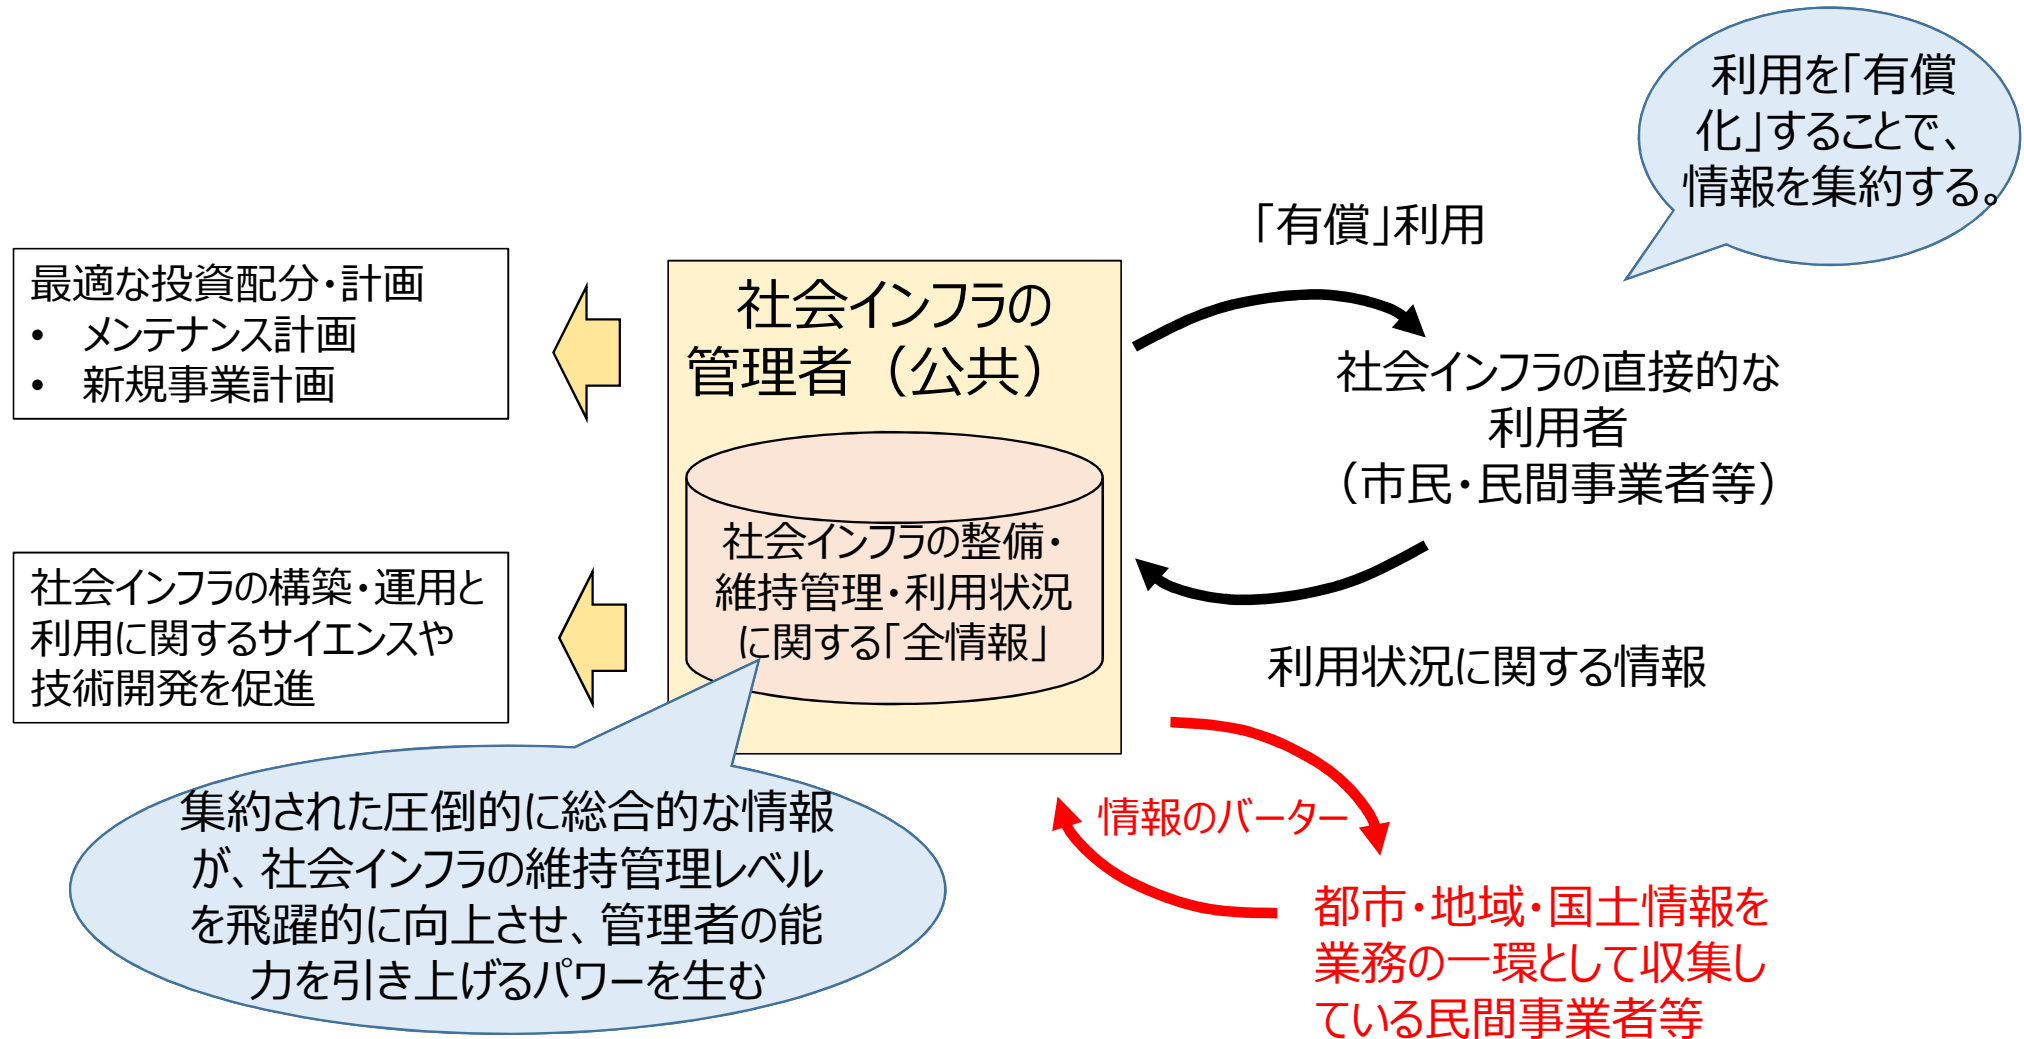 利用を「有償
化」することで、
情報を集約する。
「有償」利用
最適な投資配分・計画
• メンテナンス計画
• 新規事業計画
社会インフラの
管理者（公共）
社会インフラの直接的な
利用者
（市民・民間事業者等）
社会インフラの整備・
維持管理・利用状況
に関する「全情報」
社会インフラの構築・運用と
利用に関するサイエンスや
技術開発を促進
利用状況に関する情報
集約された圧倒的に総合的な情報
が、社会インフラの維持管理レベル
を飛躍的に向上させ、管理者の能
力を引き上げるパワーを生む
情報のバーター
都市・地域・国土情報を
業務の一環として収集し
ている民間事業者等